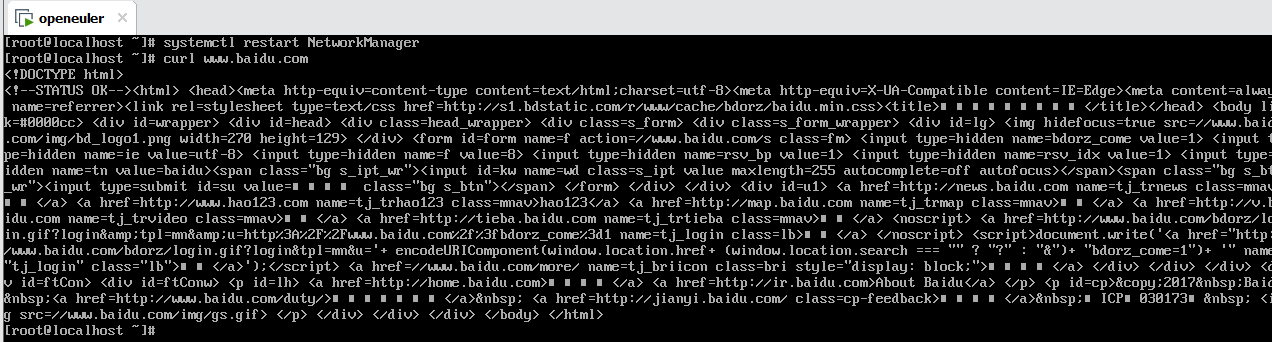 openeuler
[root@localhost ~]# systemctl restart NetworkManager
[root@localhost ~]# curl www.baidu.com
<!DOCTYPE html>
<!--STATUS OK--><html> <head><meta http-equiv=content-type content=text/html;charset=utf-8><meta http-equiv=X-UA-Compatible content=IE=Edge><meta content=alway
 name=referrer><link rel=stylesheet type=text/css href=http://s1.bdstatic.com/r/www/cache/bdorz/baidu.min.css><title>■ ■ ■ ■ ■ ■ ■ ■ ■ </title></head> <body li
k=#0000cc> <div id=wrapper> <div id=head> <div class=head_wrapper> <div class=s_form> <div class=s_form_wrapper> <div id=lg> <img hidefocus=true src=//www.baid
.com/img/bd_logo1.png width=270 height=129> </div> <form id=form name=f action=//www.baidu.com/s class=fm> <input type=hidden name=bdorz_come value=1> <input t
pe=hidden name=ie value=utf-8> <input type=hidden name=f value=8> <input type=hidden name=rsv_bp value=1> <input type=hidden name=rsv_idx value=1> <input type=
idden name=tn value=baidu><span class="bg s_ipt_wr"><input id=kw name=wd class=s_ipt value maxlength=255 autocomplete=off autofocus></span><span class="bg s_bt
_wr"><input type=submit id=su value=■ ■ ■ ■  class="bg s_btn"></span> </form> </div> </div> <div id=u1> <a href=http://news.baidu.com name=tj_trnews class=mnav
■ ■ </a> <a href=http://www.hao123.com name=tj_trhao123 class=mnav>hao123</a> <a href=http://map.baidu.com name=tj_trmap class=mnav>■ ■ </a> <a href=http://v.b
idu.com name=tj_trvideo class=mnav>■ ■ </a> <a href=http://tieba.baidu.com name=tj_trtieba class=mnav>■ ■ </a> <noscript> <a href=http://www.baidu.com/bdorz/lo
in.gif?login&amp;tpl=mn&amp;u=http%3A%2F%2Fwww.baidu.com%2f%3fbdorz_come%3d1 name=tj_login class=lb>■ ■ </a> </noscript> <script>document.write('<a href="http:
/www.baidu.com/bdorz/login.gif?login&tpl=mn&u='+ encodeURIComponent(window.location.href+ (window.location.search === "" ? "?" : "&")+ "bdorz_come=1")+ '" name
"tj_login" class="lb">■ ■ </a>');</script> <a href=//www.baidu.com/more/ name=tj_briicon class=bri style="display: block;">■ ■ ■ ■ </a> </div> </div> </div> <d
v id=ftCon> <div id=ftConw> <p id=lh> <a href=http://home.baidu.com>■ ■ ■ ■ </a> <a href=http://ir.baidu.com>About Baidu</a> </p> <p id=cp>&copy;2017&nbsp;Baid
&nbsp;<a href=http://www.baidu.com/duty/>■ ■ ■ ■ ■ ■ ■ </a>&nbsp; <a href=http://jianyi.baidu.com/ class=cp-feedback>■ ■ ■ ■ </a>&nbsp;■ ICP■ 030173■ &nbsp; <i
g src=//www.baidu.com/img/gs.gif> </p> </div> </div> </div> </body> </html>
[root@localhost ~]#